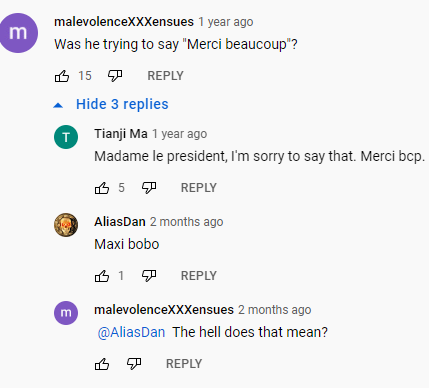 m
malevolenceXXXensues 1 year ago
Was he trying to say "Merci beaucoup"?
15 REPLY
Hide 3 replies
T
Tianji Ma 1 year ago
Madame le president, I'm sorry to say that. Merci bcp.
5 REPLY
AliasDan 2 months ago
Maxi bobo
1 REPLY
m
malevolenceXXXensues 2 months ago
@AliasDan The hell does that mean?
REPLY